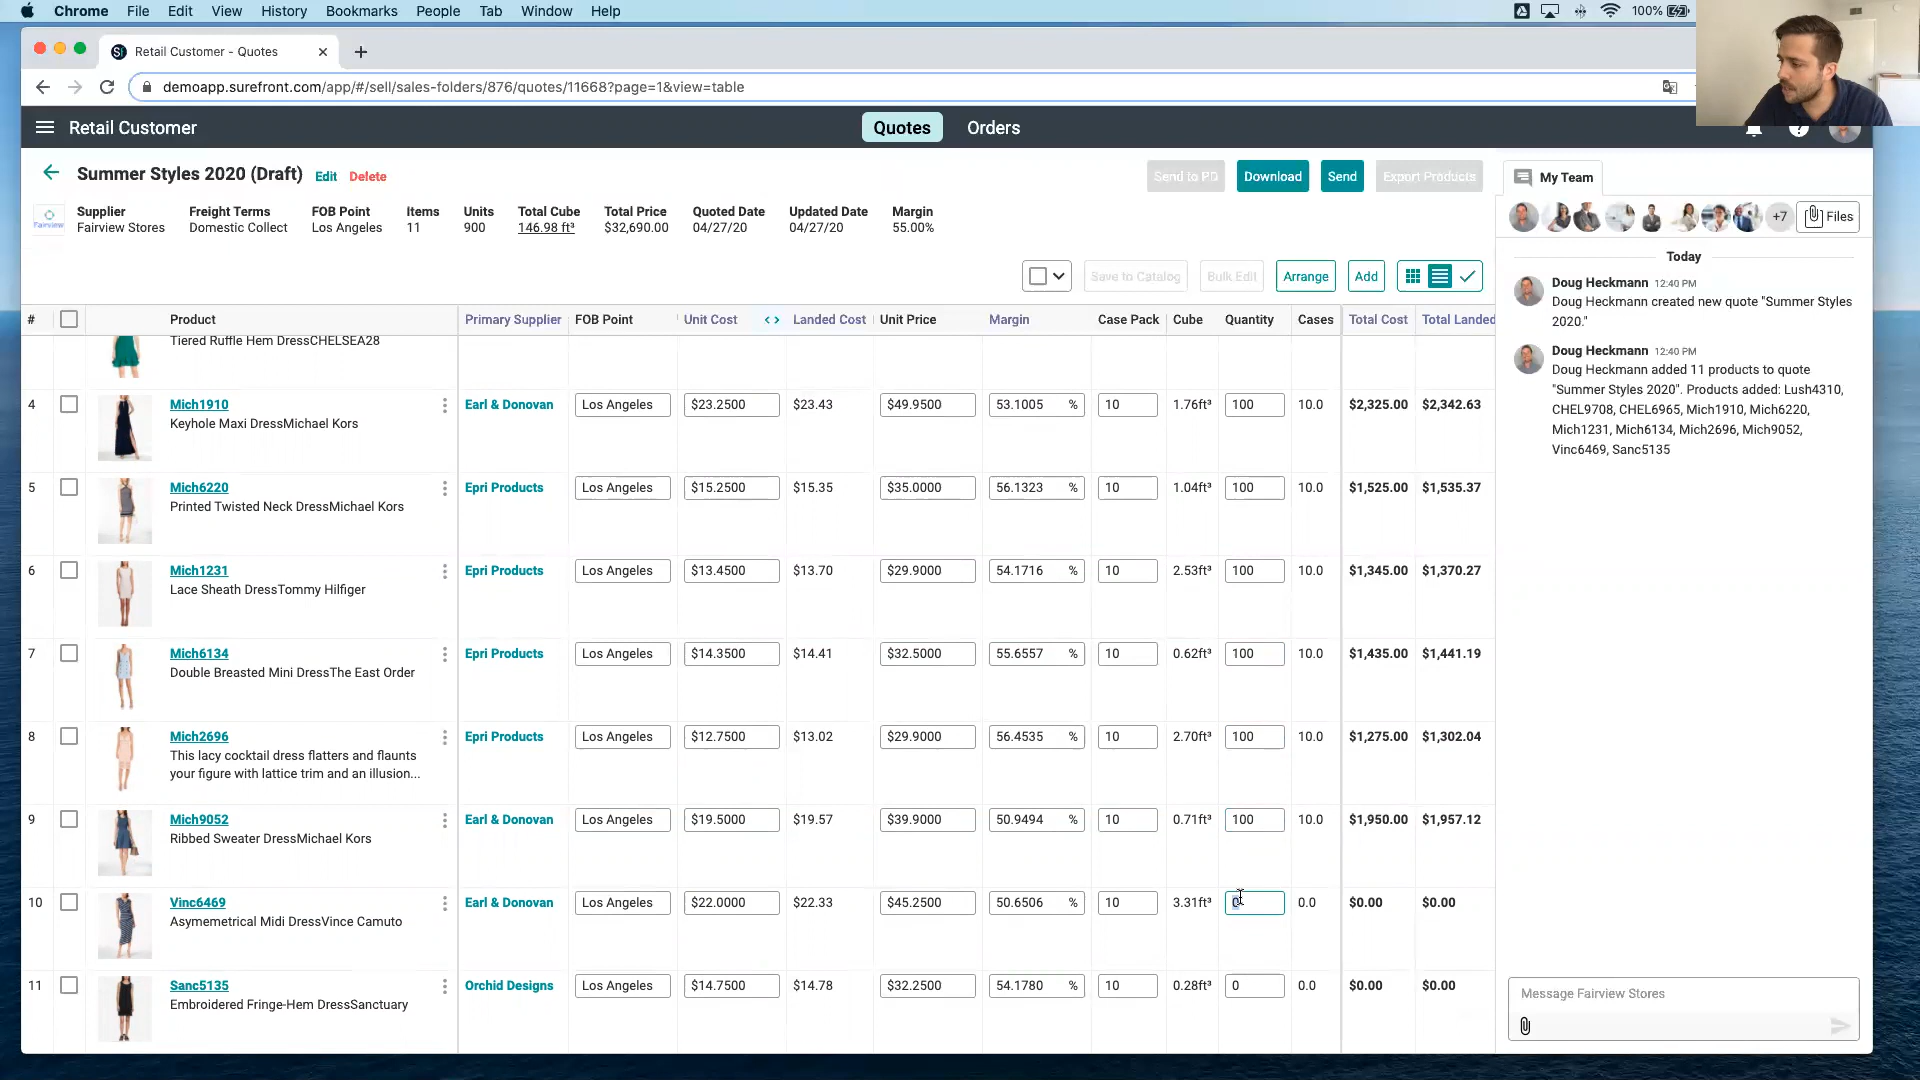 Chrome File Edit View History Bookmarks People Tab Window Help 100%
Retail Customer - Quotes
demoapp.surefront.com/app/#/sell/sales-folders/876/quotes/11668?page=1&view=table
Retail Customer Quotes Orders
Summer Styles 2020 (Draft) Edit Delete Send to PD Download Send Export Products
Supplier Freight Terms FOB Point Items Units Total Cube Total Price Quoted Date Updated Date Margin
Fairview Fairview Stores Domestic Collect Los Angeles 11 900 146.98 ft³ $32,690.00 04/27/20 04/27/20 55.00%
Save to Catalog Bulk Edit Arrange Add
# Product Primary Supplier FOB Point Unit Cost <> Landed Cost Unit Price Margin Case Pack Cube Quantity Cases Total Cost Total Landed
Tiered Ruffle Hem DressCHELSEA28
4 Mich1910 Earl & Donovan Los Angeles $23.2500 $23.43 $49.9500 53.1005 % 10 1.76ft³ 100 10.0 $2,325.00 $2,342.63
Keyhole Maxi DressMichael Kors
5 Mich6220 Epri Products Los Angeles $15.2500 $15.35 $35.0000 56.1323 % 10 1.04ft³ 100 10.0 $1,525.00 $1,535.37
Printed Twisted Neck DressMichael Kors
6 Mich1231 Epri Products Los Angeles $13.4500 $13.70 $29.9000 54.1716 % 10 2.53ft³ 100 10.0 $1,345.00 $1,370.27
Lace Sheath DressTommy Hilfiger
7 Mich6134 Epri Products Los Angeles $14.3500 $14.41 $32.5000 55.6557 % 10 0.62ft³ 100 10.0 $1,435.00 $1,441.19
Double Breasted Mini DressThe East Order
8 Mich2696 Epri Products Los Angeles $12.7500 $13.02 $29.9000 56.4535 % 10 2.70ft³ 100 10.0 $1,275.00 $1,302.04
This lacy cocktail dress flatters and flaunts
your figure with lattice trim and an illusion...
9 Mich9052 Earl & Donovan Los Angeles $19.5000 $19.57 $39.9000 50.9494 % 10 0.71ft³ 100 10.0 $1,950.00 $1,957.12
Ribbed Sweater DressMichael Kors
10 Vinc6469 Earl & Donovan Los Angeles $22.0000 $22.33 $45.2500 50.6506 % 10 3.31ft³ 0 0.0 $0.00 $0.00
Asymemetrical Midi DressVince Camuto
11 Sanc5135 Orchid Designs Los Angeles $14.7500 $14.78 $32.2500 54.1780 % 10 0.28ft³ 0 0.0 $0.00 $0.00
Embroidered Fringe-Hem DressSanctuary
My Team
+7 Files
Today
Doug Heckmann 12:40 PM
Doug Heckmann created new quote "Summer Styles
2020."
Doug Heckmann 12:40 PM
Doug Heckmann added 11 products to quote
"Summer Styles 2020". Products added: Lush4310,
CHEL9708, CHEL6965, Mich1910, Mich6220,
Mich1231, Mich6134, Mich2696, Mich9052,
Vinc6469, Sanc5135
Message Fairview Stores